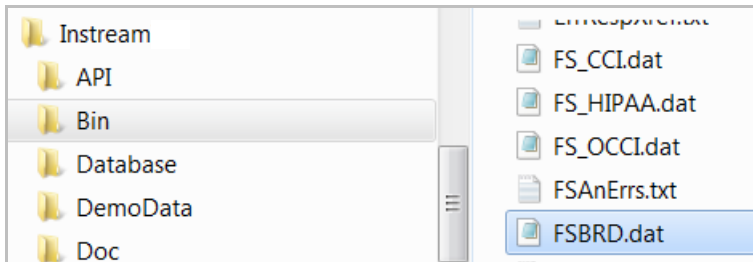 Instream
API
Bin
Database
DemoData
Doc
FS_CCI.dat
FS_HIPAA.dat
FS_OCCI.dat
FSAnErrs.txt
FSBRD.dat